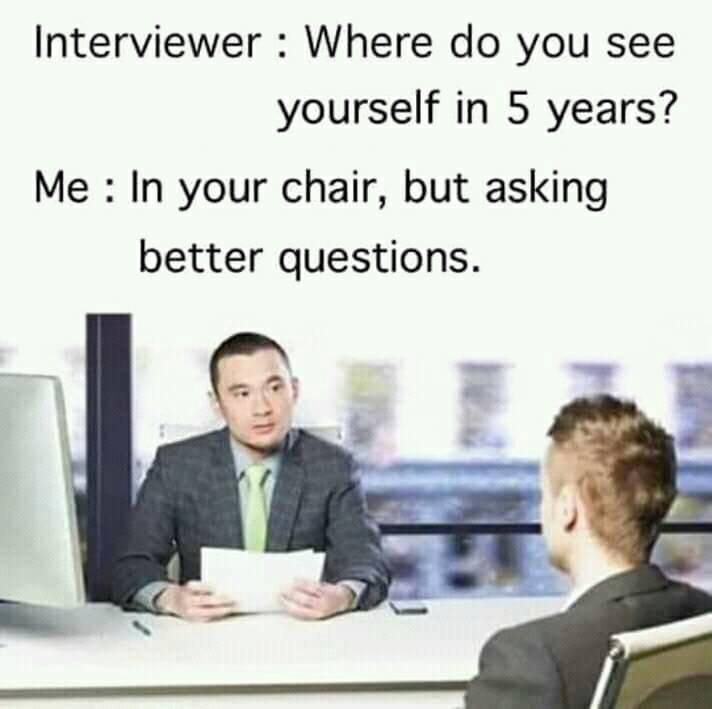 Interviewer : Where do you see
yourself in 5 years?
Me : In your chair, but asking
better questions.